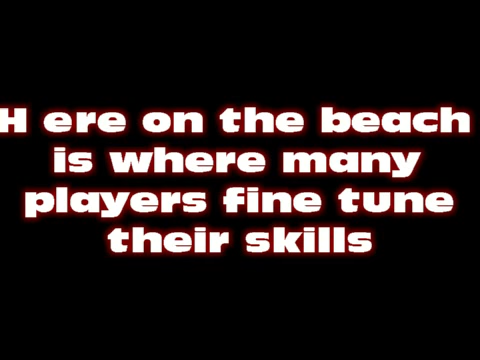 H ere on the beach
is where many
players fine tune
their skills